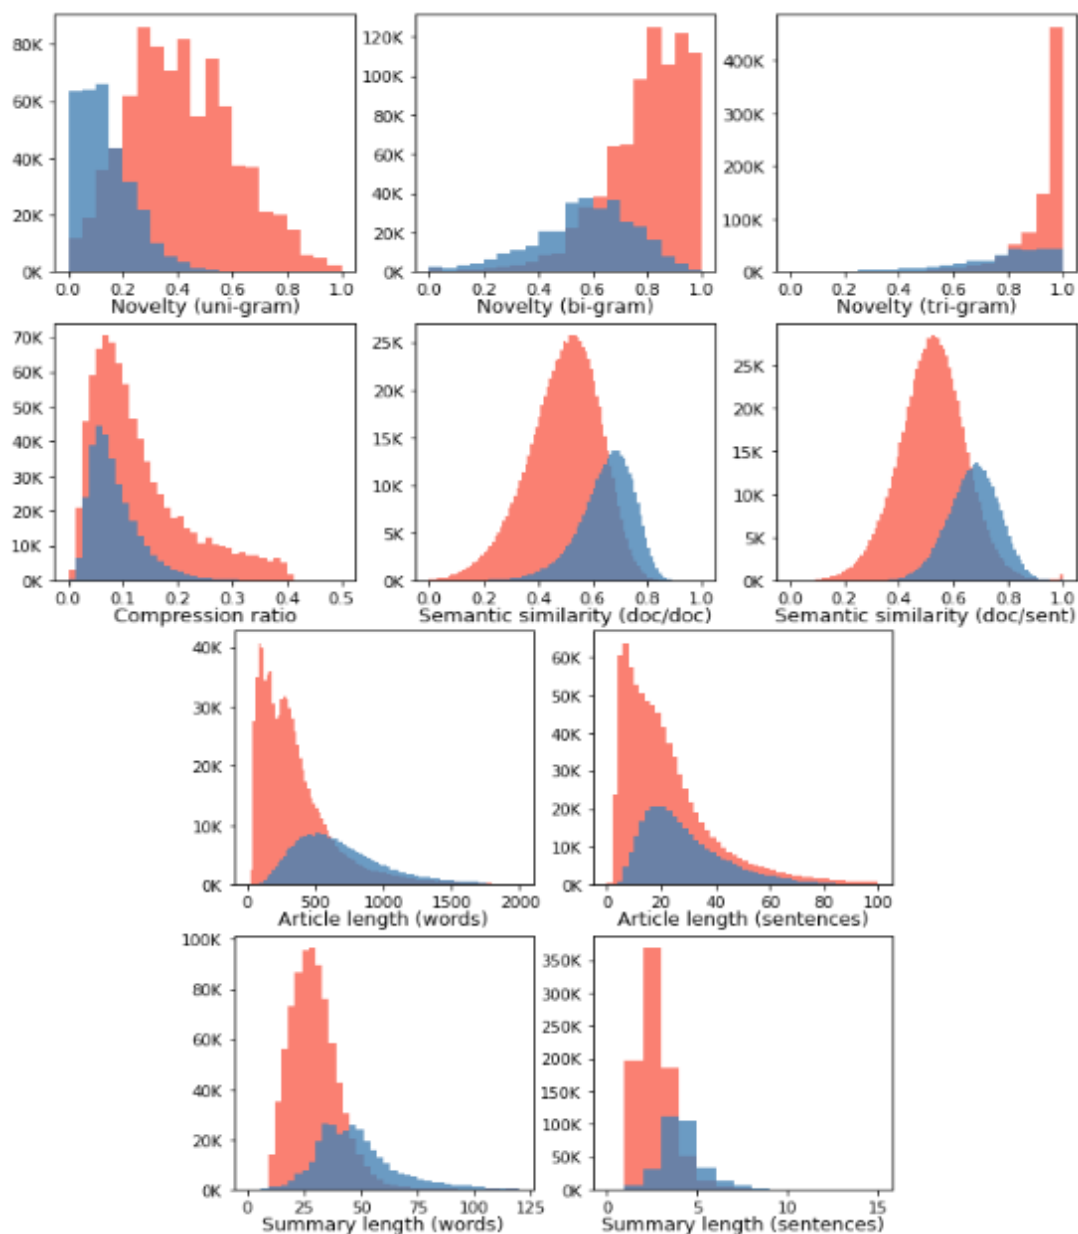 80K
60K
40K
20K
0K
0.0 0.2 0.4 0.6 0.8 1.0
Novelty (uni-gram)
120K
100K
80K
60K
40K
20K
0K
0.0 0.2 0.4 0.6 0.8 1.0
Novelty (bi-gram)
400K
300K
200K
100K
0K
0.0 0.2 0.4 0.6 0.8 1.0
Novelty (tri-gram)
70K
60K
50K
40K
30K
20K
10K
0K
0.0 0.1 0.2 0.3 0.4 0.5
Compression ratio
25K
20K
15K
10K
5K
0K
0.0 0.2 0.4 0.6 0.8 1.0
Semantic similarity (doc/doc)
25K
20K
15K
10K
5K
0K
0.0 0.2 0.4 0.6 0.8 1.0
Semantic similarity (doc/sent)
40K
30K
20K
10K
0K
0 500 1000 1500 2000
Article length (words)
60K
50K
40K
30K
20K
10K
0K
0 20 40 60 80 100
Article length (sentences)
100K
80K
60K
40K
20K
0K
0 25 50 75 100 125
Summary length (words)
350K
300K
250K
200K
150K
100K
50K
0K
0 5 10 15
Summary length (sentences)